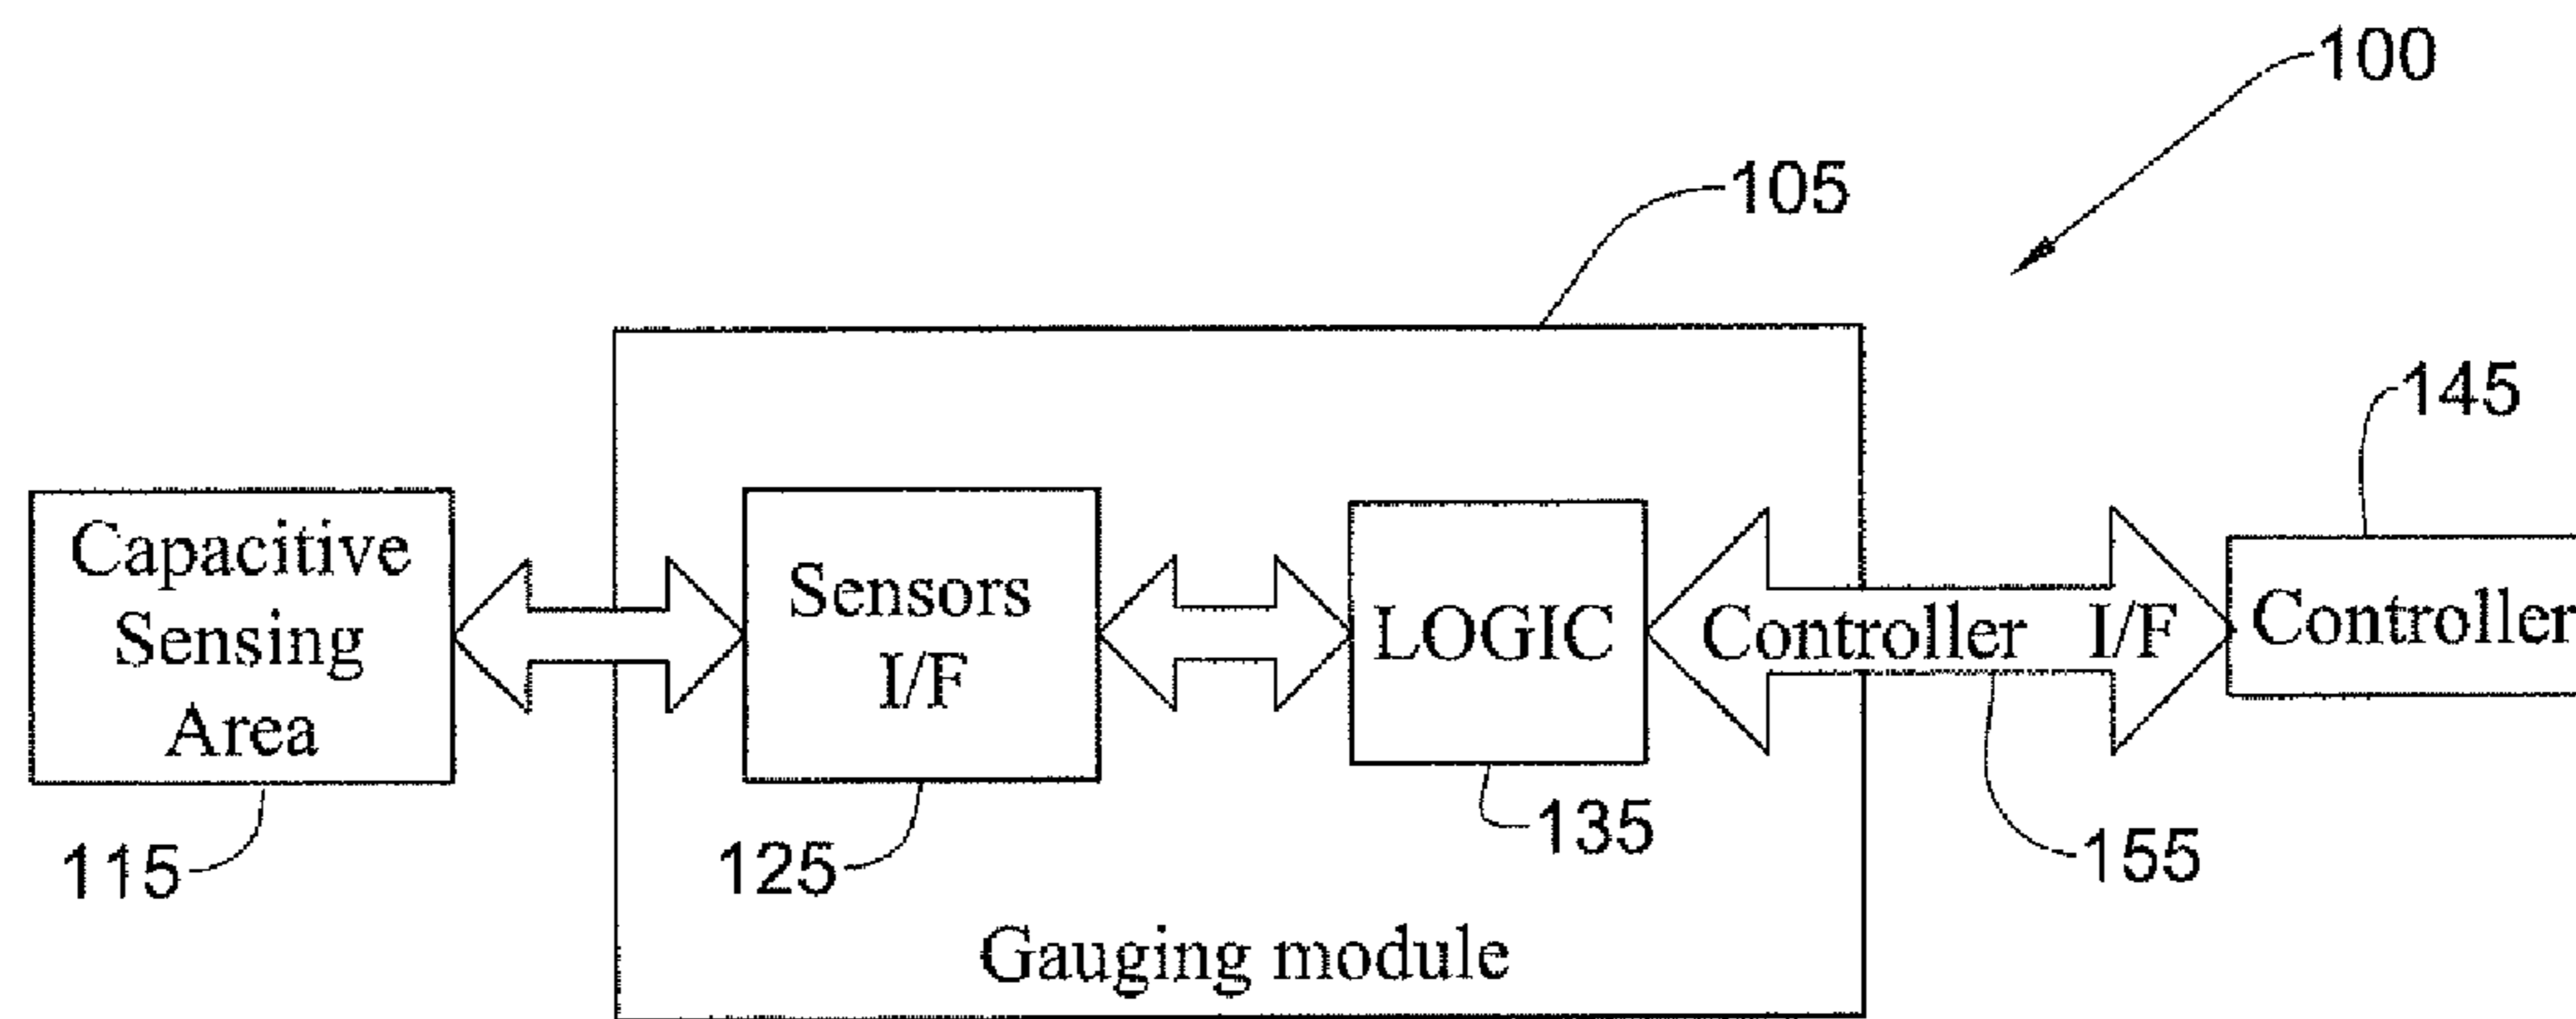 100
105
145
Capacitive
Sensing
Area
Sensors
I/F
LOGIC
Controller I/F
Controller
115
125
135
155
Gauging module